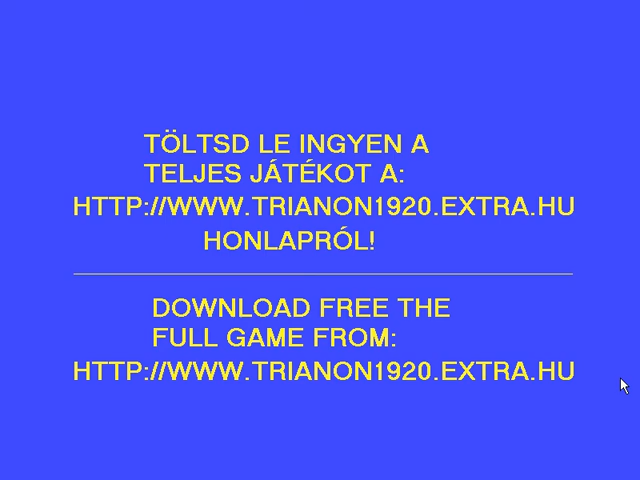 TÖLTSD LE INGYEN A
TELJES JÁTÉKOT A:
HTTP://WWW.TRIANON1920.EXTRA.HU
HONLAPRÓL!
DOWNLOAD FREE THE
FULL GAME FROM:
HTTP://WWW.TRIANON1920.EXTRA.HU